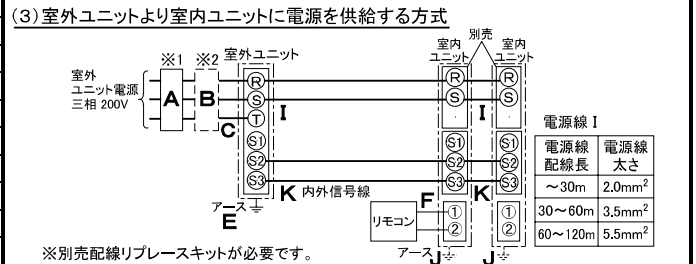 (3)室外ユニットより室内ユニットに電源を供給する方式
※1 ※2 室外ユニット
別売
室内ユニット
室内ユニット
室外
ユニット電源
三相 200V
A B C
R S T S1 S2 S3
I
R S S1 S2 S3 ① ②
I
R S S1 S2 S3 ① ②
K 内外信号線
K
アース
E
F
リモコン
アース J
J
※別売配線リプレースキットが必要です。
電源線 I
電源線配線長 電源線太さ
～30m 2.0mm²
30～60m 3.5mm²
60～120m 5.5mm²